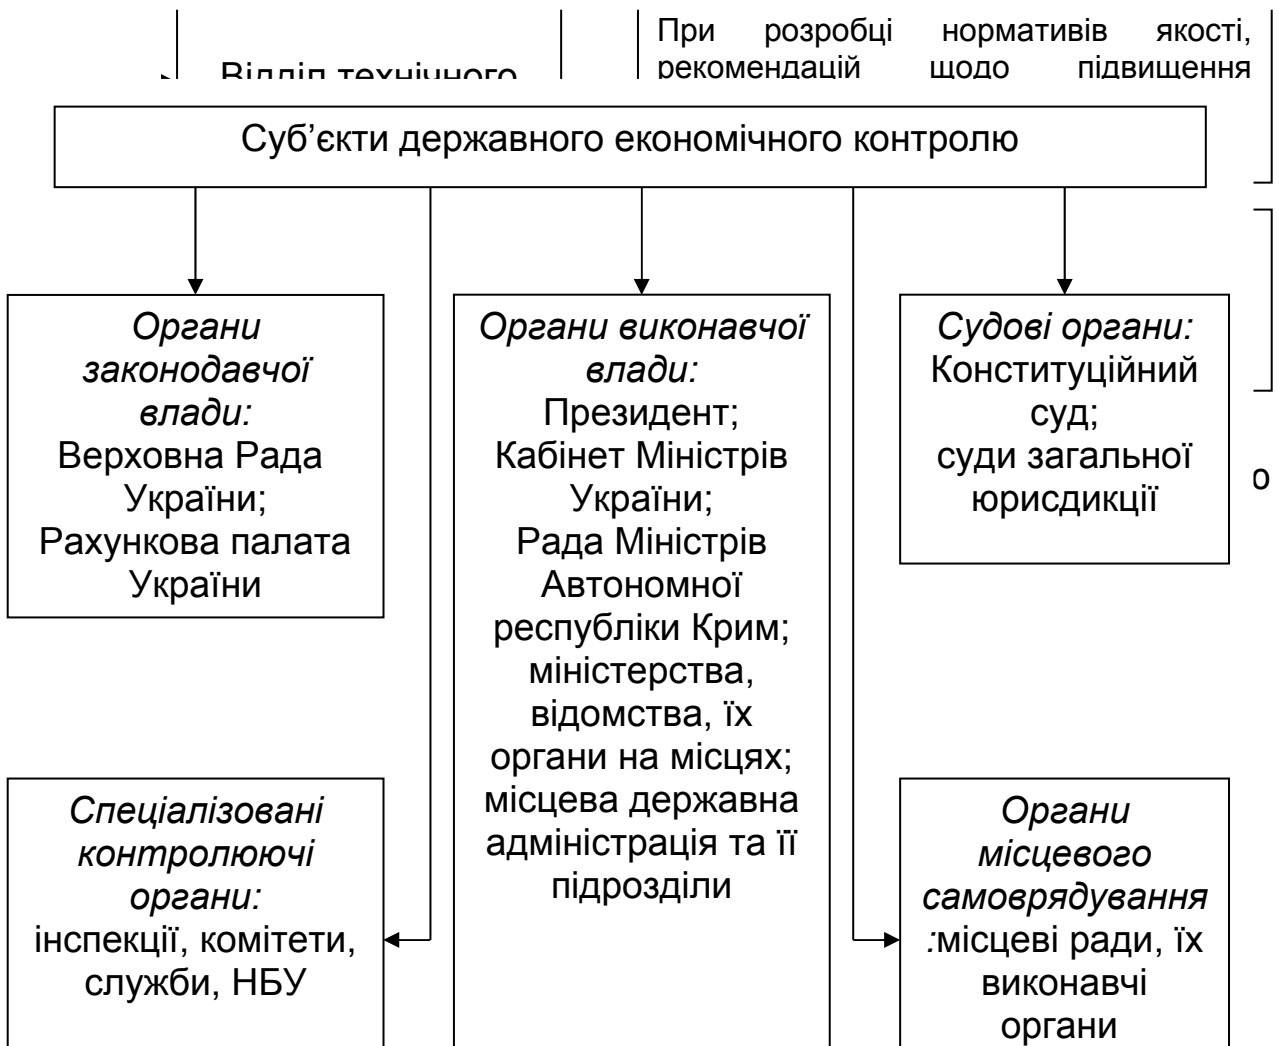 При розробці нормативів якості,
рекомендацій щодо підвищення
Відділ технічного
Суб’єкти державного економічного контролю
Органи
законодавчої
влади:
Верховна Рада
України;
Рахункова палата
України
Органи виконавчої
влади:
Президент;
Кабінет Міністрів
України;
Рада Міністрів
Автономної
республіки Крим;
міністерства,
відомства, їх
органи на місцях;
місцева державна
адміністрація та її
підрозділи
Судові органи:
Конституційний
суд;
суди загальної
юрисдикції
о
Спеціалізовані
контролюючі
органи:
інспекції, комітети,
служби, НБУ
Органи
місцевого
самоврядування
:місцеві ради, їх
виконавчі
органи